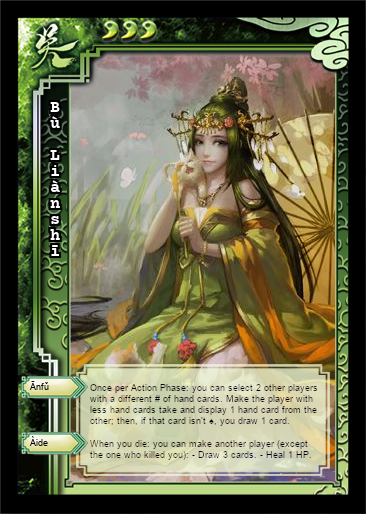 吳
Bù Liànshī
Ānfǔ
Once per Action Phase: you can select 2 other players
with a different # of hand cards. Make the player with
less hand cards take and display 1 hand card from the
other; then, if that card isn't ♠, you draw 1 card.
Āide
When you die: you can make another player (except
the one who killed you): - Draw 3 cards. - Heal 1 HP.